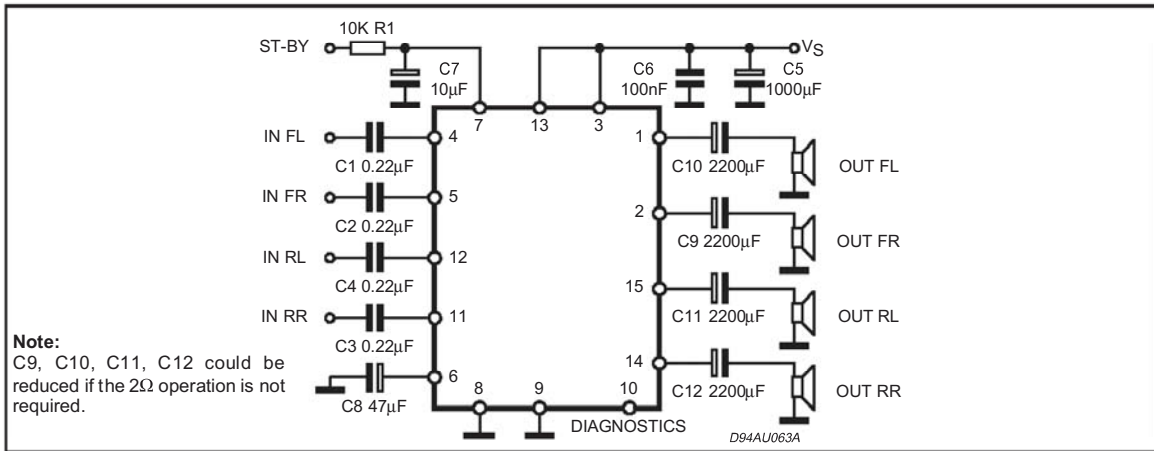 10K R1
ST-BY
C7
10µF
C6
100nF
C5
1000µF
V_S
7
13
3
IN FL
4
C1 0.22µF
IN FR
5
C2 0.22µF
IN RL
12
C4 0.22µF
IN RR
11
C3 0.22µF
6
C8 47µF
1
C10 2200µF
OUT FL
2
C9 2200µF
OUT FR
15
C11 2200µF
OUT RL
14
C12 2200µF
OUT RR
8
9
10
DIAGNOSTICS
D94AU063A
Note:
C9, C10, C11, C12 could be
reduced if the 2Ω operation is not
required.